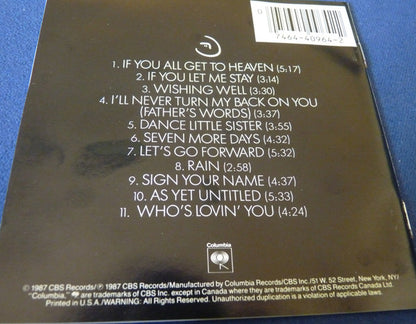 0
7464-40964-2
1. IF YOU ALL GET TO HEAVEN (5:17)
2. IF YOU LET ME STAY (3:14)
3. WISHING WELL (3:30)
4. I'LL NEVER TURN MY BACK ON YOU
(FATHER'S WORDS) (3:37)
5. DANCE LITTLE SISTER (3:55)
6. SEVEN MORE DAYS (4:32)
7. LET'S GO FORWARD (5:32)
8. RAIN (2:58)
9. SIGN YOUR NAME (4:37)
10. AS YET UNTITLED (5:33)
11. WHO'S LOVIN' YOU (4:24)
Columbia
© 1987 CBS Records/℗ 1987 CBS Records/Manufactured by Columbia Records/CBS Inc./51 W. 52 Street, New York, NY/
"Columbia," are trademarks of CBS Inc. except in Canada where they are trademarks of CBS Records Canada Ltd.
Printed in U.S.A./WARNING: All Rights Reserved. Unauthorized duplication is a violation of applicable laws.